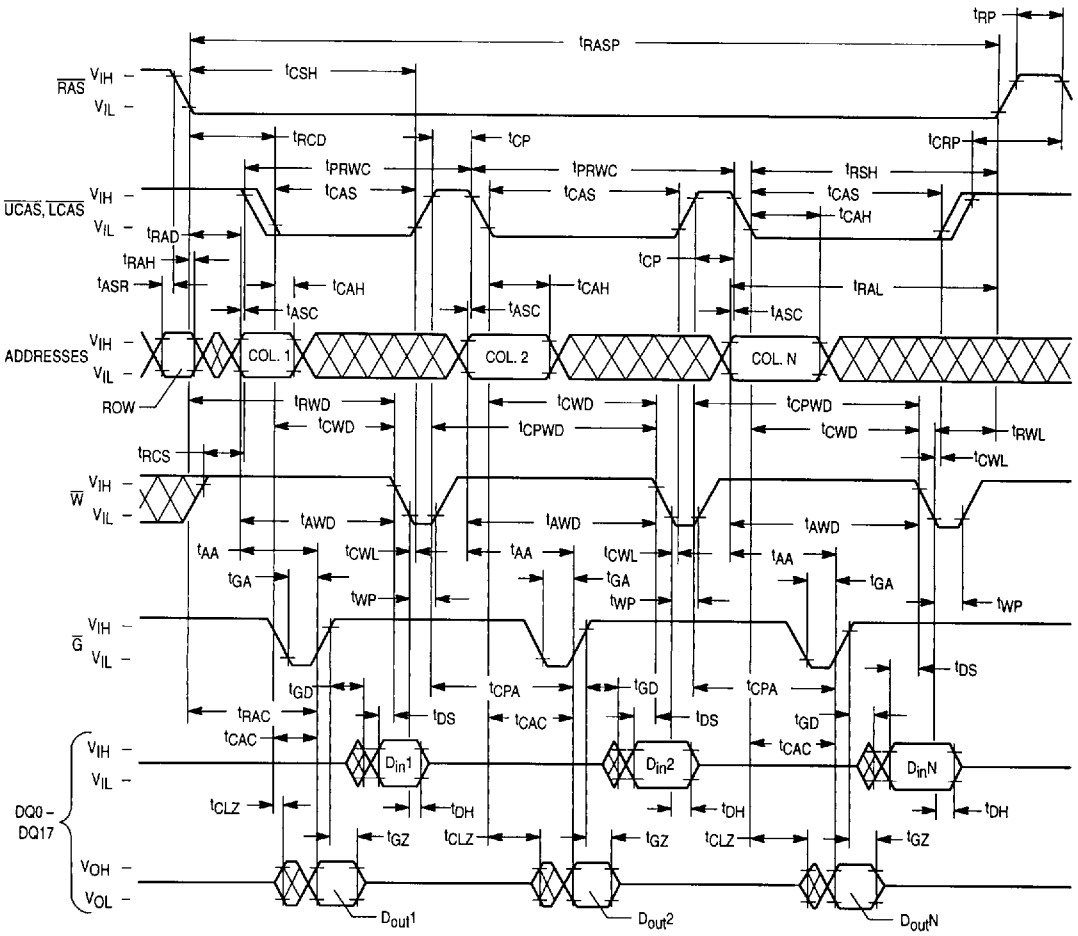 tRP
tRASP
tCSH
RAS
VIH
VIL
tRCD
tCP
tCRP
tPRWC
tPRWC
tRSH
tCAS
tCAS
tCAS
UCAS, LCAS
VIH
VIL
tCAH
tRAD
tRAH
tCP
tASR
tCAH
tCAH
tRAL
tASC
tASC
tASC
ADDRESSES
VIH
VIL
COL. 1
COL. 2
COL. N
ROW
tRWD
tCWD
tCPWD
tCWD
tCPWD
tCWD
tRWL
tRCS
tCWL
W
VIH
VIL
tAWD
tAWD
tAWD
tAA
tCWL
tAA
tCWL
tAA
tGA
tGA
tGA
tWP
tWP
tWP
G
VIH
VIL
tDS
tGD
tCPA
tGD
tCPA
tRAC
tDS
tCAC
tDS
tGD
tCAC
tCAC
VIH
VIL
Din1
Din2
DinN
DQ0 –
DQ17
tCLZ
tDH
tDH
tDH
tGZ
tCLZ
tGZ
tCLZ
tGZ
VOH
VOL
Dout1
Dout2
DoutN